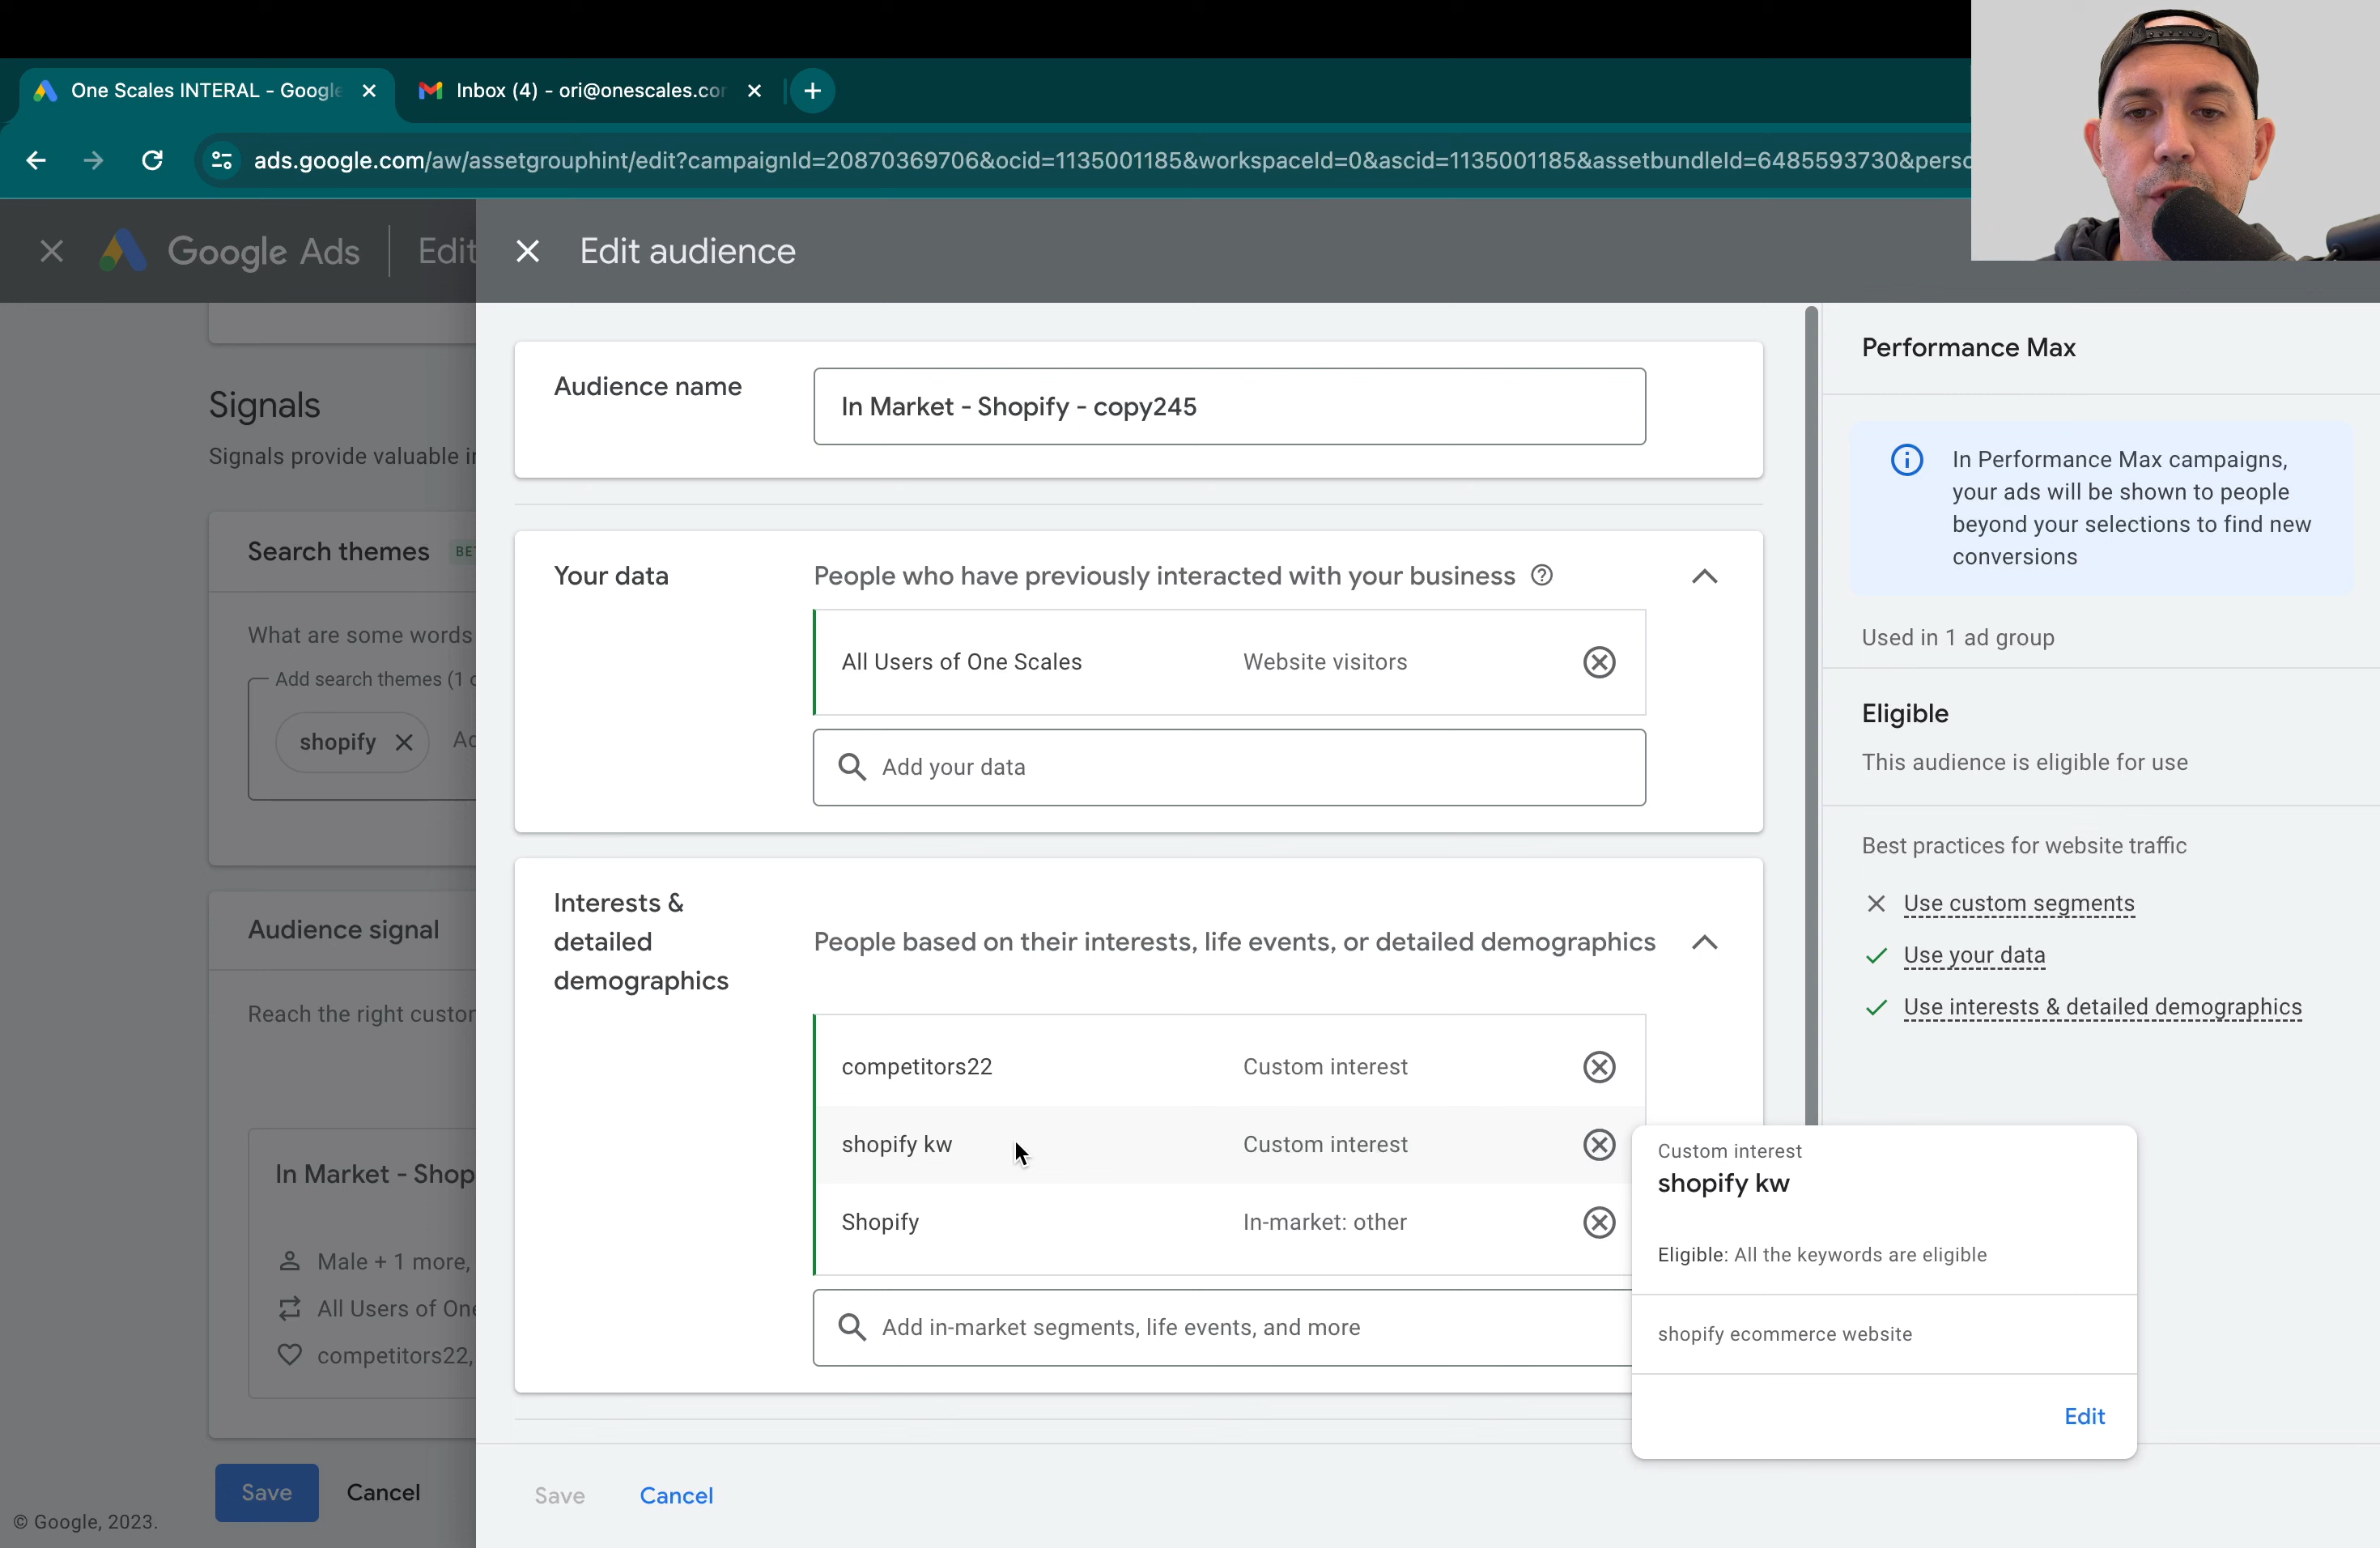 One Scales INTERAL - Google
Inbox (4) - ori@onescales.com
ads.google.com/aw/assetgrouphint/edit?campaignId=20870369706&ocid=1135001185&workspaceId=0&ascid=1135001185&assetbundleId=6485593730&perso
Google Ads
Edit
Edit audience
Signals
Signals provide valuable
Search themes
What are some words
Add search themes (1
shopify
Audience signal
Reach the right
In Market -
Male + 1 more,
All Users of
competitors22,
Save
Cancel
© Google, 2023.
Audience name
In Market - Shopify - copy245
Your data
People who have previously interacted with your business
All Users of One Scales
Website visitors
Add your data
Interests &
detailed
demographics
People based on their interests, life events, or detailed demographics
competitors22
Custom interest
shopify kw
Custom interest
Shopify
In-market: other
Add in-market segments, life events, and more
Save
Cancel
Performance Max
In Performance Max campaigns,
your ads will be shown to people
beyond your selections to find new
conversions
Used in 1 ad group
Eligible
This audience is eligible for use
Best practices for website traffic
Use custom segments
Use your data
Use interests & detailed demographics
Custom interest
shopify kw
Eligible: All the keywords are eligible
shopify ecommerce website
Edit